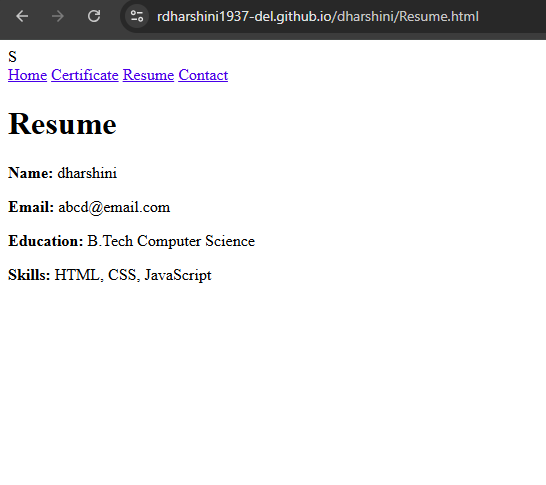 rdharshini1937-del.github.io/dharshini/Resume.html
S
Home Certificate Resume Contact
Resume
Name: dharshini
Email: abcd@email.com
Education: B.Tech Computer Science
Skills: HTML, CSS, JavaScript